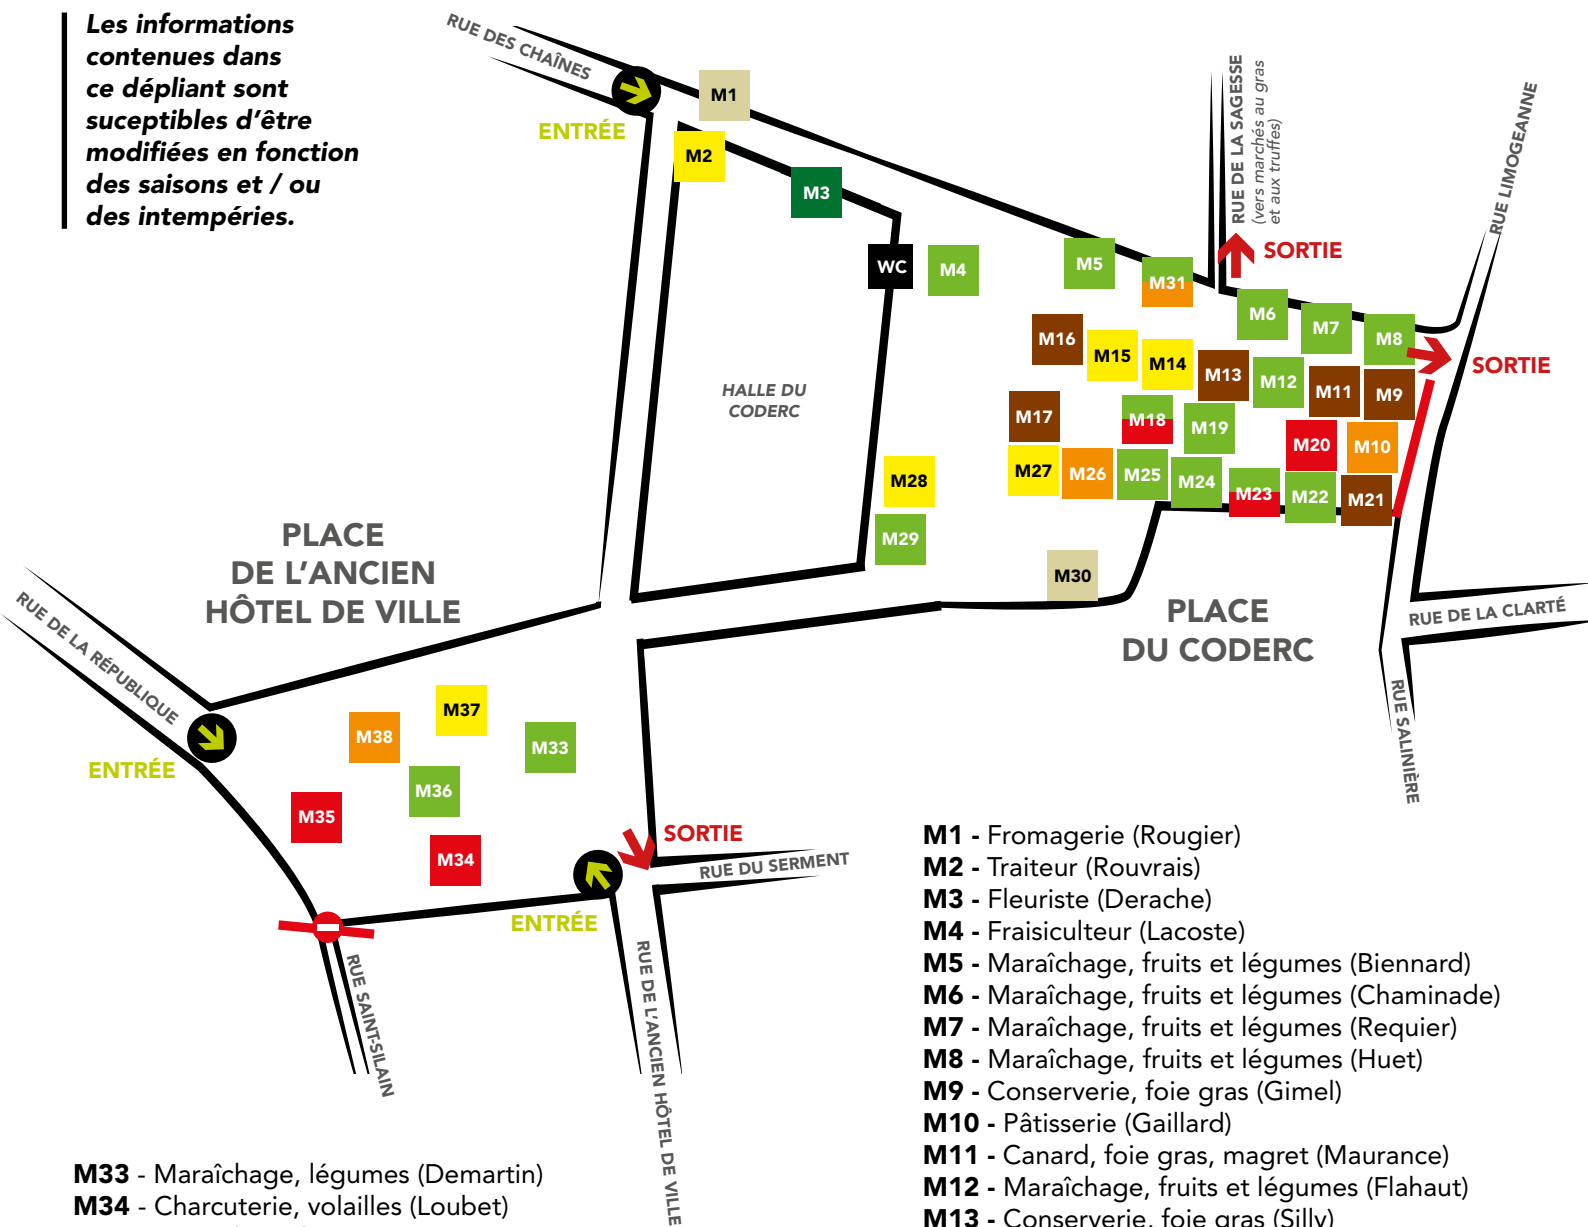 Les informations
contenues dans
ce dépliant sont
suceptibles d'être
modifiées en fonction
des saisons et / ou
des intempéries.
RUE DES CHAÎNES
ENTRÉE
M1
M2
M3
WC
M4
M5
M31
RUE DE LA SAGESSE
(vers marchés au gras
et aux truffes)
SORTIE
RUE LIMOGEANNE
M6
M7
M8
SORTIE
M16
M15
M14
M13
M12
M11
M9
HALLE DU
CODERC
M17
M18
M19
M20
M10
M28
M27
M26
M25
M24
M23
M22
M21
M29
M30
PLACE
DE L'ANCIEN
HÔTEL DE VILLE
PLACE
DU CODERC
RUE DE LA CLARTÉ
RUE SALINIÈRE
RUE DE LA RÉPUBLIQUE
ENTRÉE
M37
M38
M33
M36
M35
M34
SORTIE
RUE DU SERMENT
ENTRÉE
RUE SAINT-SILAIN
RUE DE L'ANCIEN HÔTEL DE VILLE
M33 - Maraîchage, légumes (Demartin)
M34 - Charcuterie, volailles (Loubet)
M1 - Fromagerie (Rougier)
M2 - Traiteur (Rouvrais)
M3 - Fleuriste (Derache)
M4 - Fraisiculteur (Lacoste)
M5 - Maraîchage, fruits et légumes (Biennard)
M6 - Maraîchage, fruits et légumes (Chaminade)
M7 - Maraîchage, fruits et légumes (Requier)
M8 - Maraîchage, fruits et légumes (Huet)
M9 - Conserverie, foie gras (Gimel)
M10 - Pâtisserie (Gaillard)
M11 - Canard, foie gras, magret (Maurance)
M12 - Maraîchage, fruits et légumes (Flahaut)
M13 - Conserverie, foie gras (Silly)